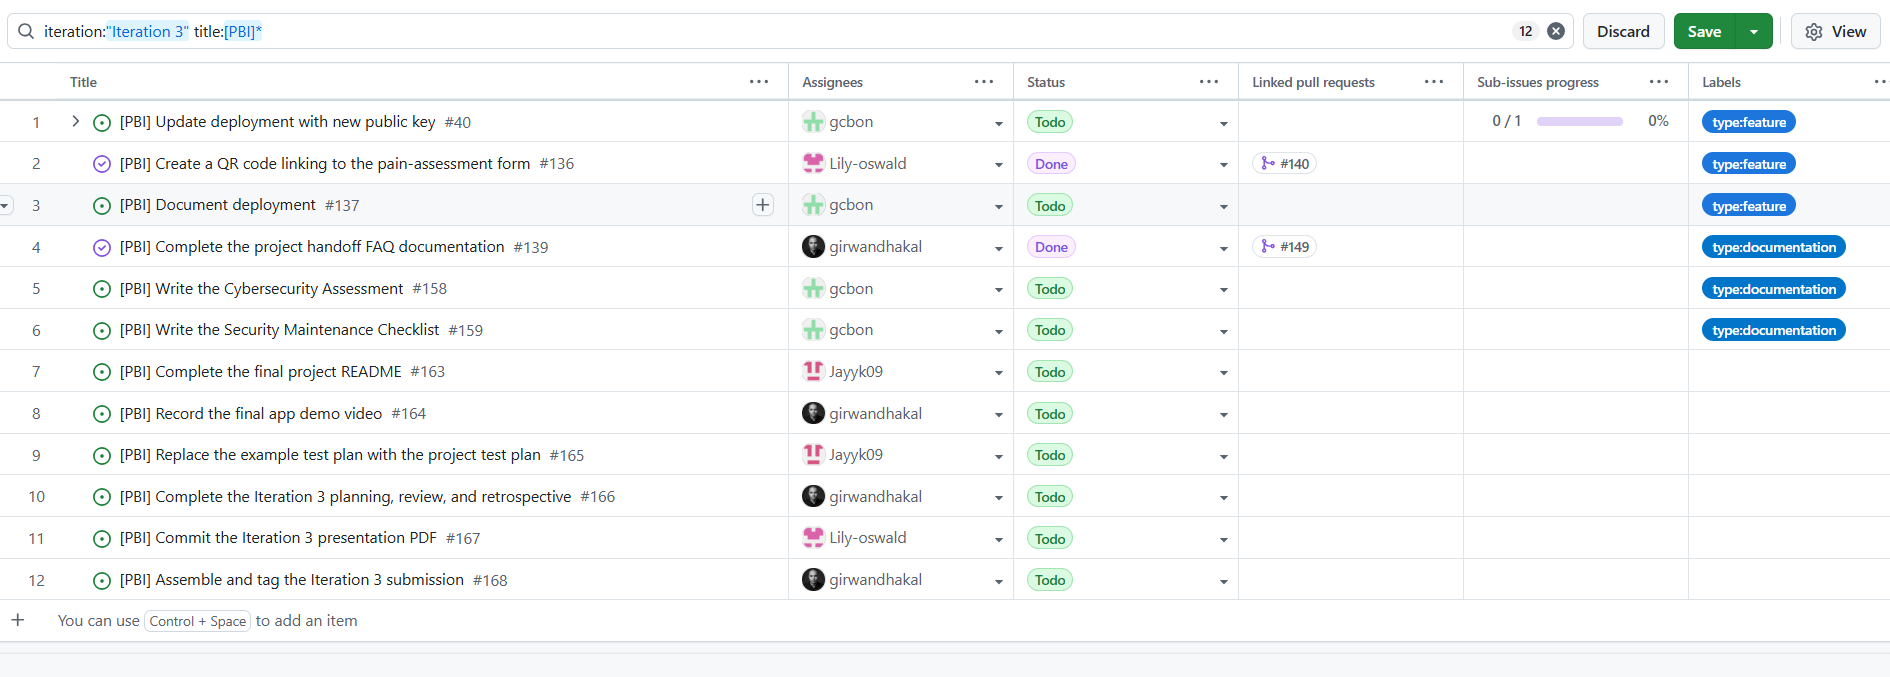 iteration:"Iteration 3" title:[PBI]* 12 Discard Save View
Title Assignees Status Linked pull requests Sub-issues progress Labels
1 [PBI] Update deployment with new public key #40 gcbon Todo 0 / 1 0% type:feature
2 [PBI] Create a QR code linking to the pain-assessment form #136 Lily-oswald Done #140 type:feature
3 [PBI] Document deployment #137 gcbon Todo type:feature
4 [PBI] Complete the project handoff FAQ documentation #139 girwandhakal Done #149 type:documentation
5 [PBI] Write the Cybersecurity Assessment #158 gcbon Todo type:documentation
6 [PBI] Write the Security Maintenance Checklist #159 gcbon Todo type:documentation
7 [PBI] Complete the final project README #163 Jayyk09 Todo
8 [PBI] Record the final app demo video #164 girwandhakal Todo
9 [PBI] Replace the example test plan with the project test plan #165 Jayyk09 Todo
10 [PBI] Complete the Iteration 3 planning, review, and retrospective #166 girwandhakal Todo
11 [PBI] Commit the Iteration 3 presentation PDF #167 Lily-oswald Todo
12 [PBI] Assemble and tag the Iteration 3 submission #168 girwandhakal Todo
You can use Control + Space to add an item